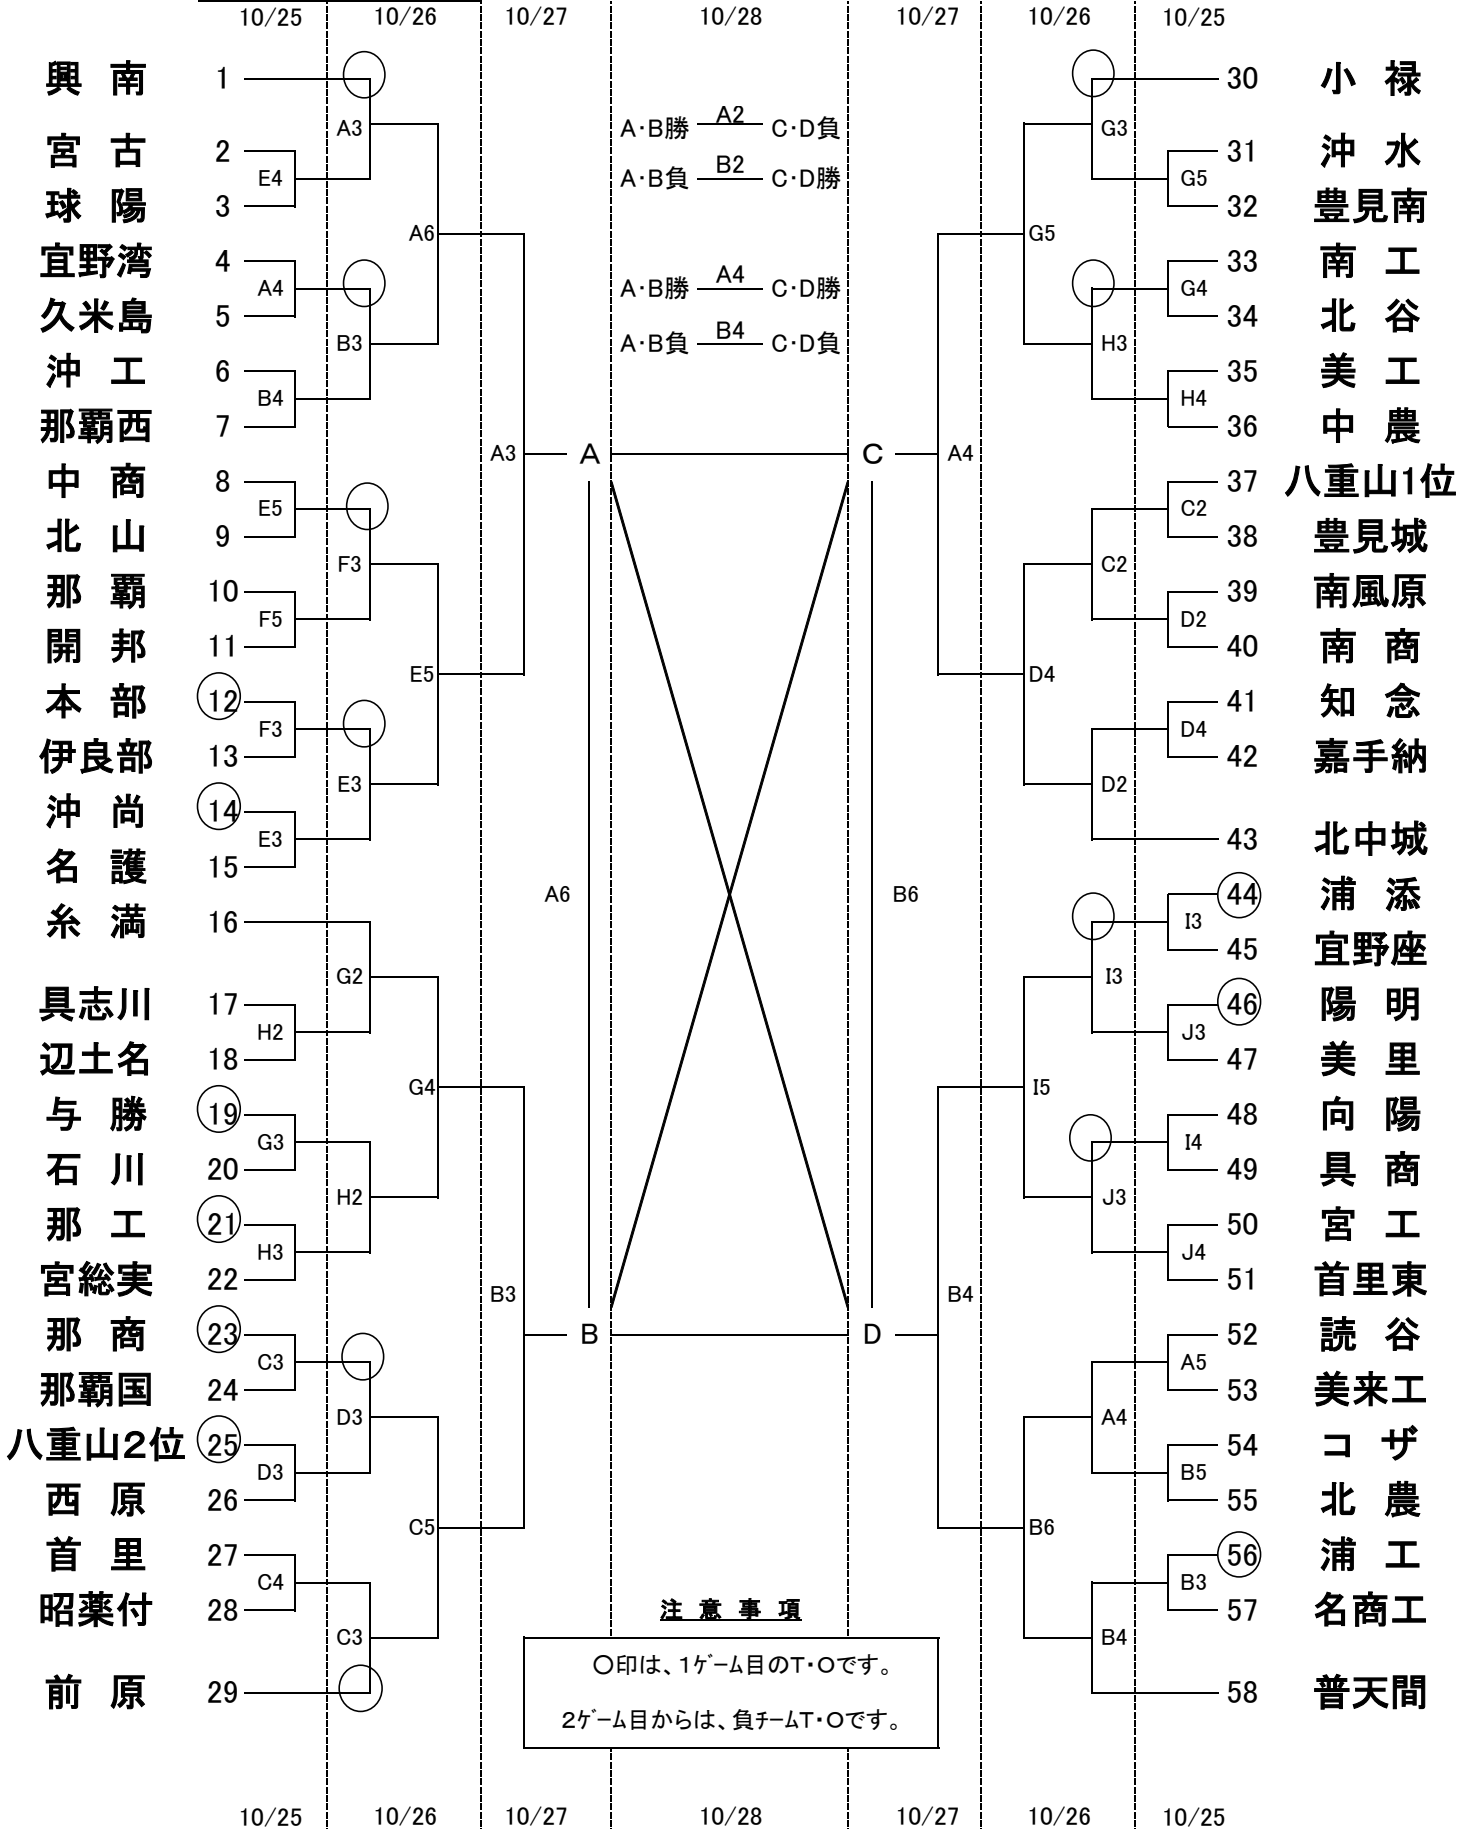 10/25 10/26 10/27 10/28 10/27 10/26 10/25
興 南 1
A3
宮 古 2
E4
球 陽 3
A6
宜野湾 4
A4
久米島 5
B3
沖 工 6
B4
那覇西 7
A3
中 商 8
E5
北 山 9
F3
那 覇 10
F5
開 邦 11
E5
本 部 12
F3
伊良部 13
E3
沖 尚 14
E3
名 護 15
A6
糸 満 16
G2
具志川 17
H2
辺土名 18
G4
与 勝 19
G3
石 川 20
H2
那 工 21
H3
宮総実 22
B3
那 商 23
C3
那覇国 24
D3
八重山2位 25
D3
西 原 26
C5
首 里 27
C4
昭薬付 28
C3
前 原 29
A・B勝 A2 C・D負
A・B負 B2 C・D勝
A・B勝 A4 C・D勝
A・B負 B4 C・D負
A C
B D
30 小 禄
G3
31 沖 水
G5
32 豊見南
G5
33 南 工
G4
34 北 谷
H3
35 美 工
H4
36 中 農
A4
37 八重山1位
C2
38 豊見城
C2
39 南風原
D2
40 南 商
D4
41 知 念
D4
42 嘉手納
D2
43 北中城
B6
44 浦 添
I3
45 宜野座
I3
46 陽 明
J3
47 美 里
I5
48 向 陽
I4
49 具 商
J3
50 宮 工
J4
51 首里東
B4
52 読 谷
A5
53 美来工
A4
54 コ ザ
B5
55 北 農
B6
56 浦 工
B3
57 名商工
B4
58 普天間
注 意 事 項
○印は、1ゲーム目のT・Oです。
2ゲーム目からは、負チームT・Oです。
10/25 10/26 10/27 10/28 10/27 10/26 10/25